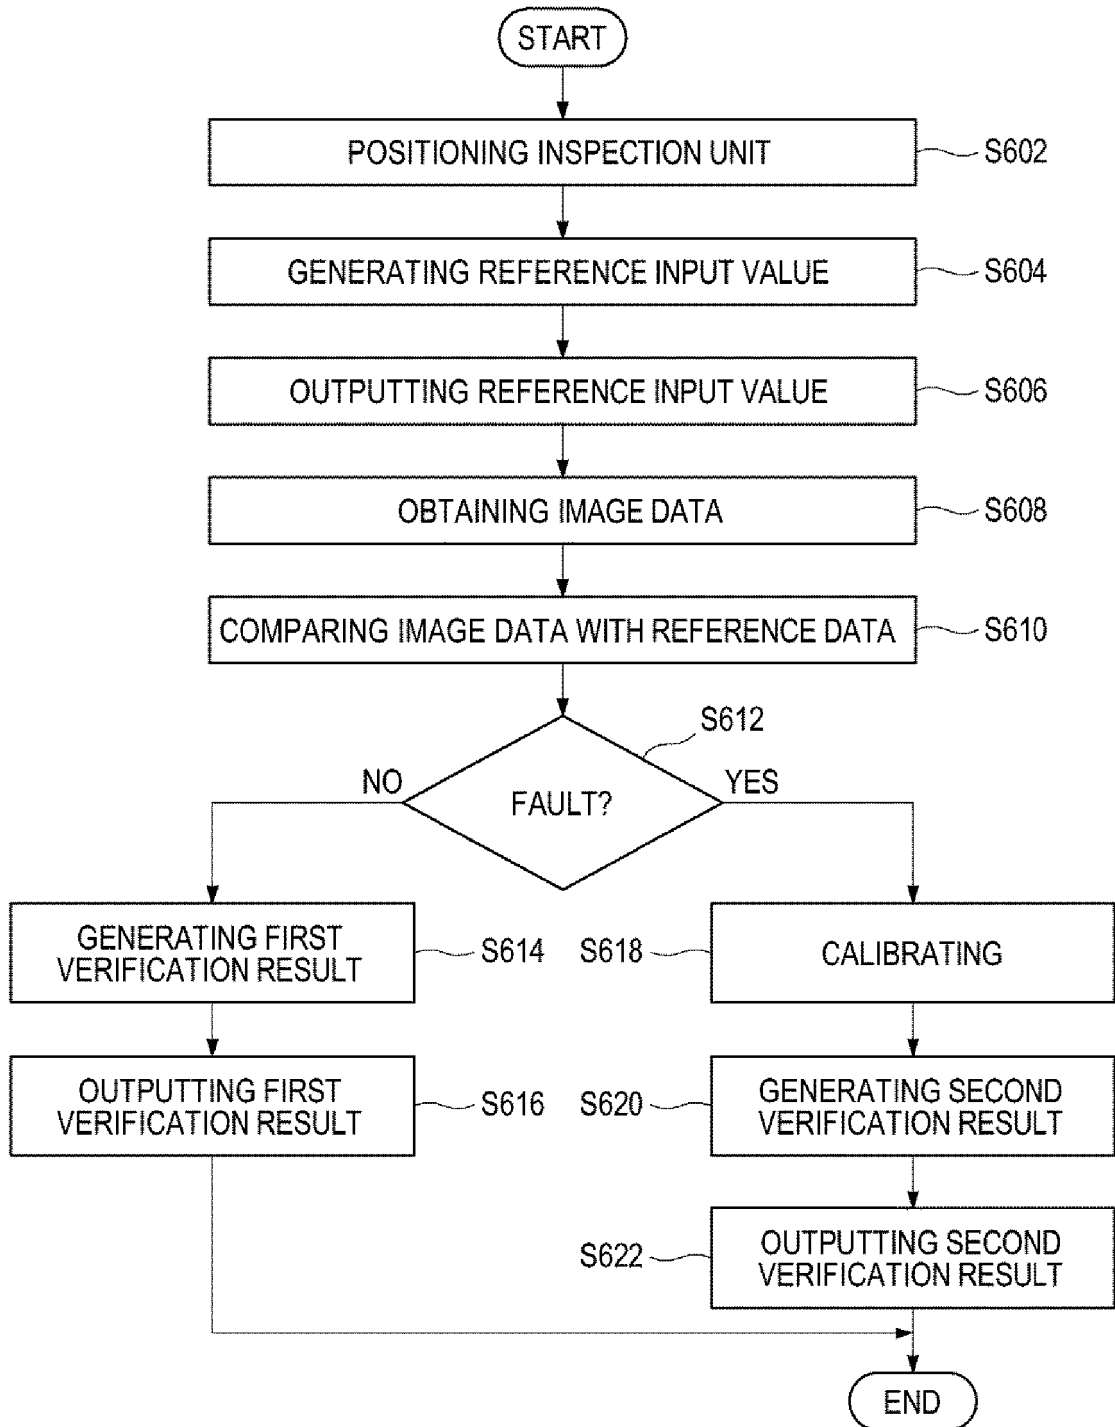 START
POSITIONING INSPECTION UNIT
S602
GENERATING REFERENCE INPUT VALUE
S604
OUTPUTTING REFERENCE INPUT VALUE
S606
OBTAINING IMAGE DATA
S608
COMPARING IMAGE DATA WITH REFERENCE DATA
S610
S612
FAULT?
NO
YES
GENERATING FIRST
VERIFICATION RESULT
S614
OUTPUTTING FIRST
VERIFICATION RESULT
S616
S618
CALIBRATING
S620
GENERATING SECOND
VERIFICATION RESULT
S622
OUTPUTTING SECOND
VERIFICATION RESULT
END